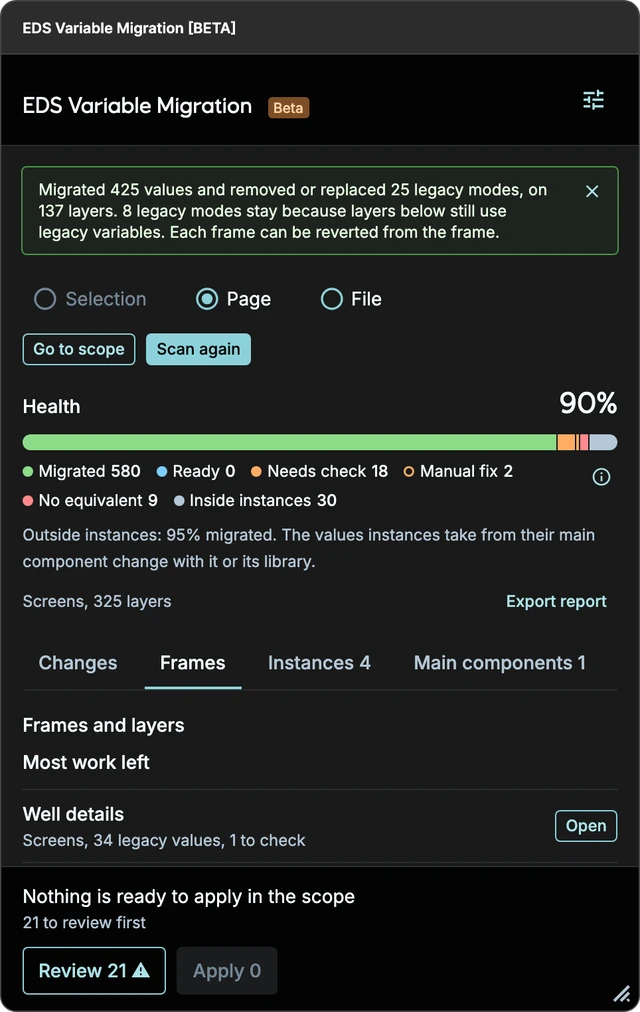 EDS Variable Migration [BETA]
EDS Variable Migration Beta
Migrated 425 values and removed or replaced 25 legacy modes, on
137 layers. 8 legacy modes stay because layers below still use
legacy variables. Each frame can be reverted from the frame.
Selection Page File
Go to scope Scan again
Health 90%
Migrated 580 Ready 0 Needs check 18 Manual fix 2
No equivalent 9 Inside instances 30
Outside instances: 95% migrated. The values instances take from their main
component change with it or its library.
Screens, 325 layers Export report
Changes Frames Instances 4 Main components 1
Frames and layers
Most work left
Well details
Screens, 34 legacy values, 1 to check
Open
Nothing is ready to apply in the scope
21 to review first
Review 21 Apply 0